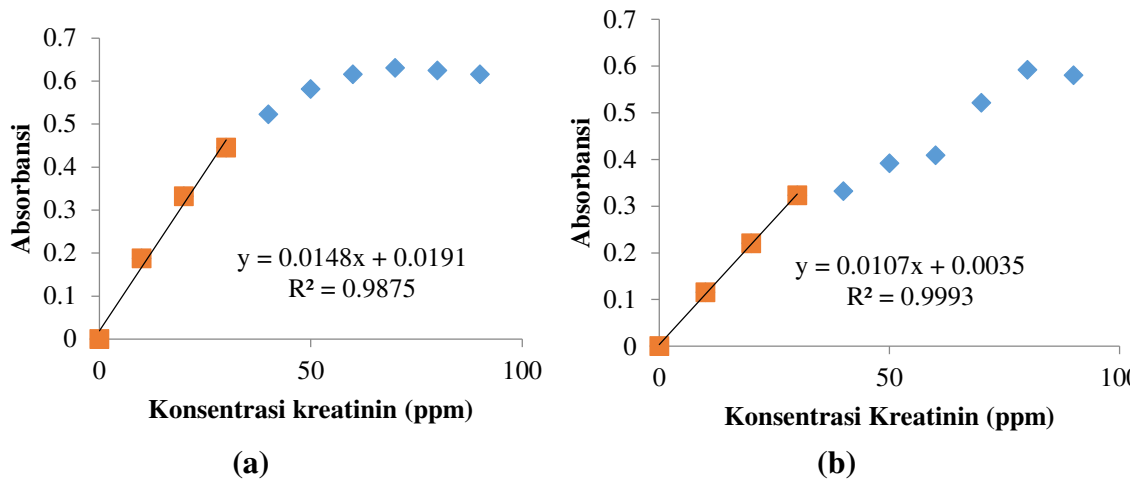 0.7
0.6
0.5
0.4
0.3
0.2
0.1
0
Absorbansi
y = 0.0148x + 0.0191
R² = 0.9875
0
50
100
Konsentrasi kreatinin (ppm)
(a)
0.7
0.6
0.5
0.4
0.3
0.2
0.1
0
Absorbansi
y = 0.0107x + 0.0035
R² = 0.9993
0
50
100
Konsentrasi Kreatinin (ppm)
(b)